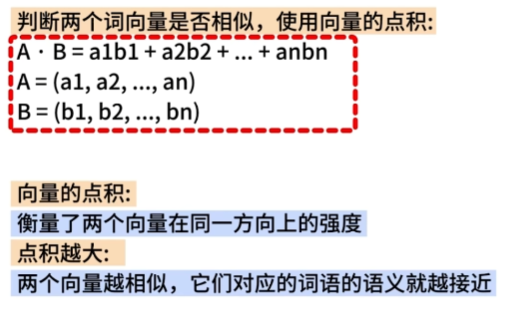 判断两个词向量是否相似，使用向量的点积:
A · B = a1b1 + a2b2 + ... + anbn
A = (a1, a2, ..., an)
B = (b1, b2, ..., bn)
向量的点积:
衡量了两个向量在同一方向上的强度
点积越大:
两个向量越相似，它们对应的词语的语义就越接近